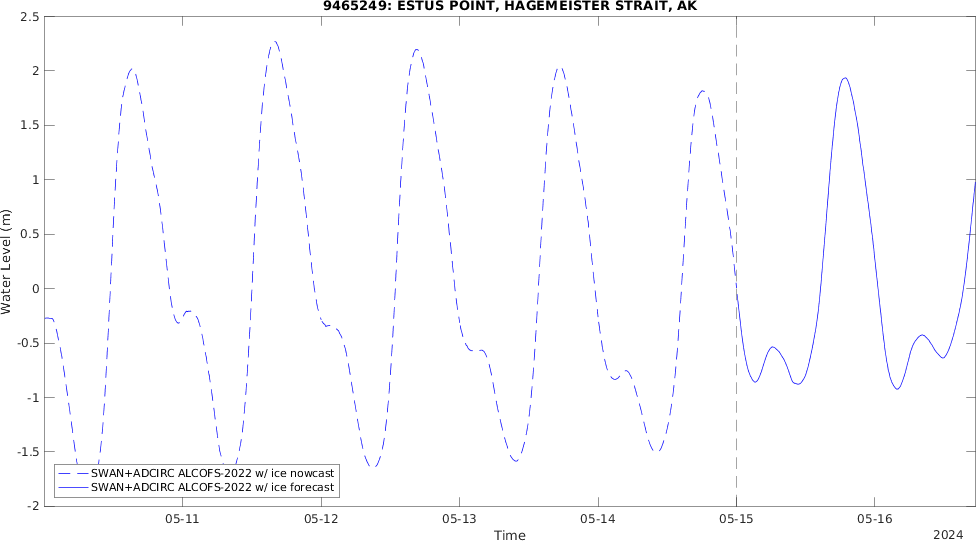 9465249: ESTUS POINT, HAGEMEISTER STRAIT, AK
2.5
2
1.5
1
0.5
0
-0.5
-1
-1.5
-2
Water Level (m)
SWAN+ADCIRC ALCOFS-2022 w/ ice nowcast
SWAN+ADCIRC ALCOFS-2022 w/ ice forecast
05-11 05-12 05-13 05-14 05-15 05-16
Time
2024